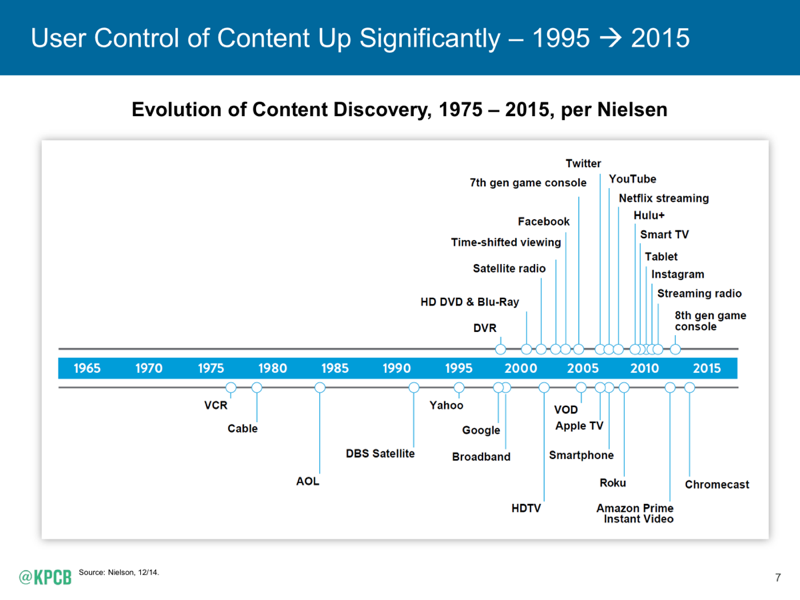 User Control of Content Up Significantly – 1995 → 2015
Evolution of Content Discovery, 1975 – 2015, per Nielsen
Twitter
7th gen game console
YouTube
Netflix streaming
Hulu+
Facebook
Smart TV
Time-shifted viewing
Tablet
Satellite radio
Instagram
Streaming radio
HD DVD & Blu-Ray
8th gen game
console
DVR
1965 1970 1975 1980 1985 1990 1995 2000 2005 2010 2015
VCR
Yahoo
VOD
Cable
Google
Apple TV
DBS Satellite
Broadband
Smartphone
AOL
Roku
Chromecast
HDTV
Amazon Prime
Instant Video
@KPCB
Source: Nielson, 12/14.
7